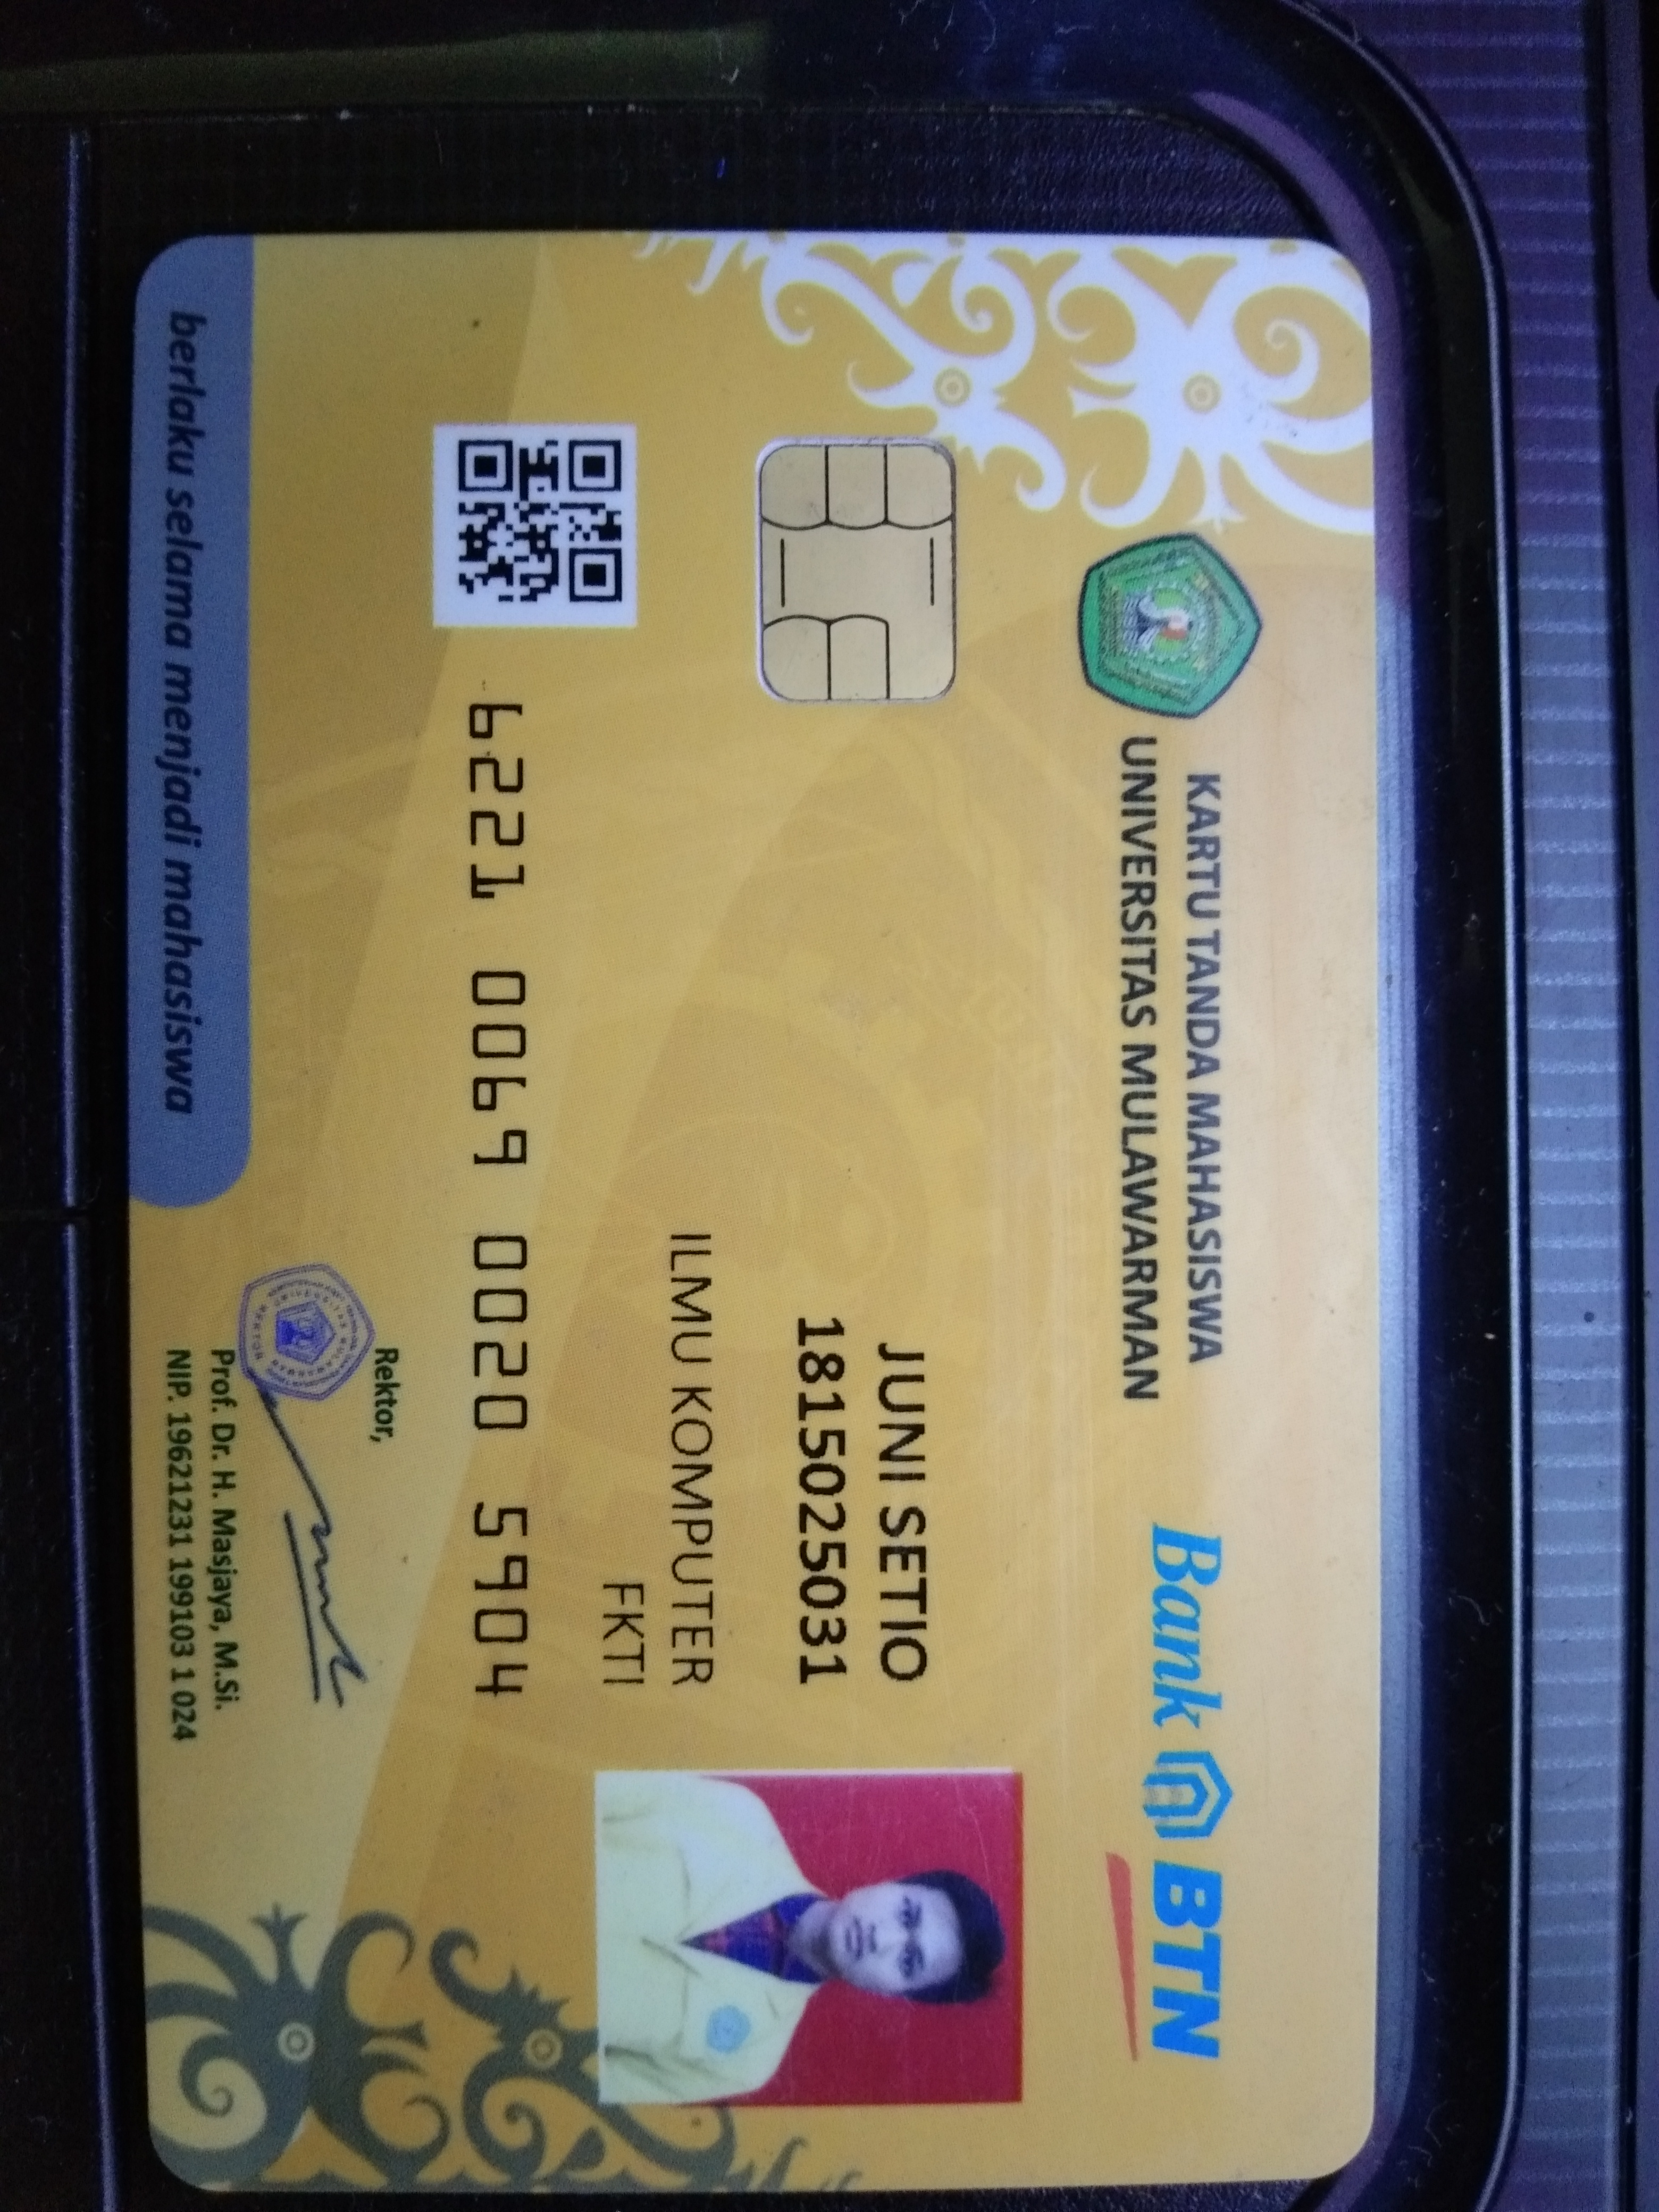 KARTU TANDA MAHASISWA
UNIVERSITAS MULAWARMAN
Bank BTN
JUNI SETIO
1815025031
ILMU KOMPUTER
FKTI
6221 0069 0020 5904
Rektor,
Prof. Dr. H. Masjaya, M.Si.
NIP. 19621231 199103 1 024
berlaku selama menjadi mahasiswa